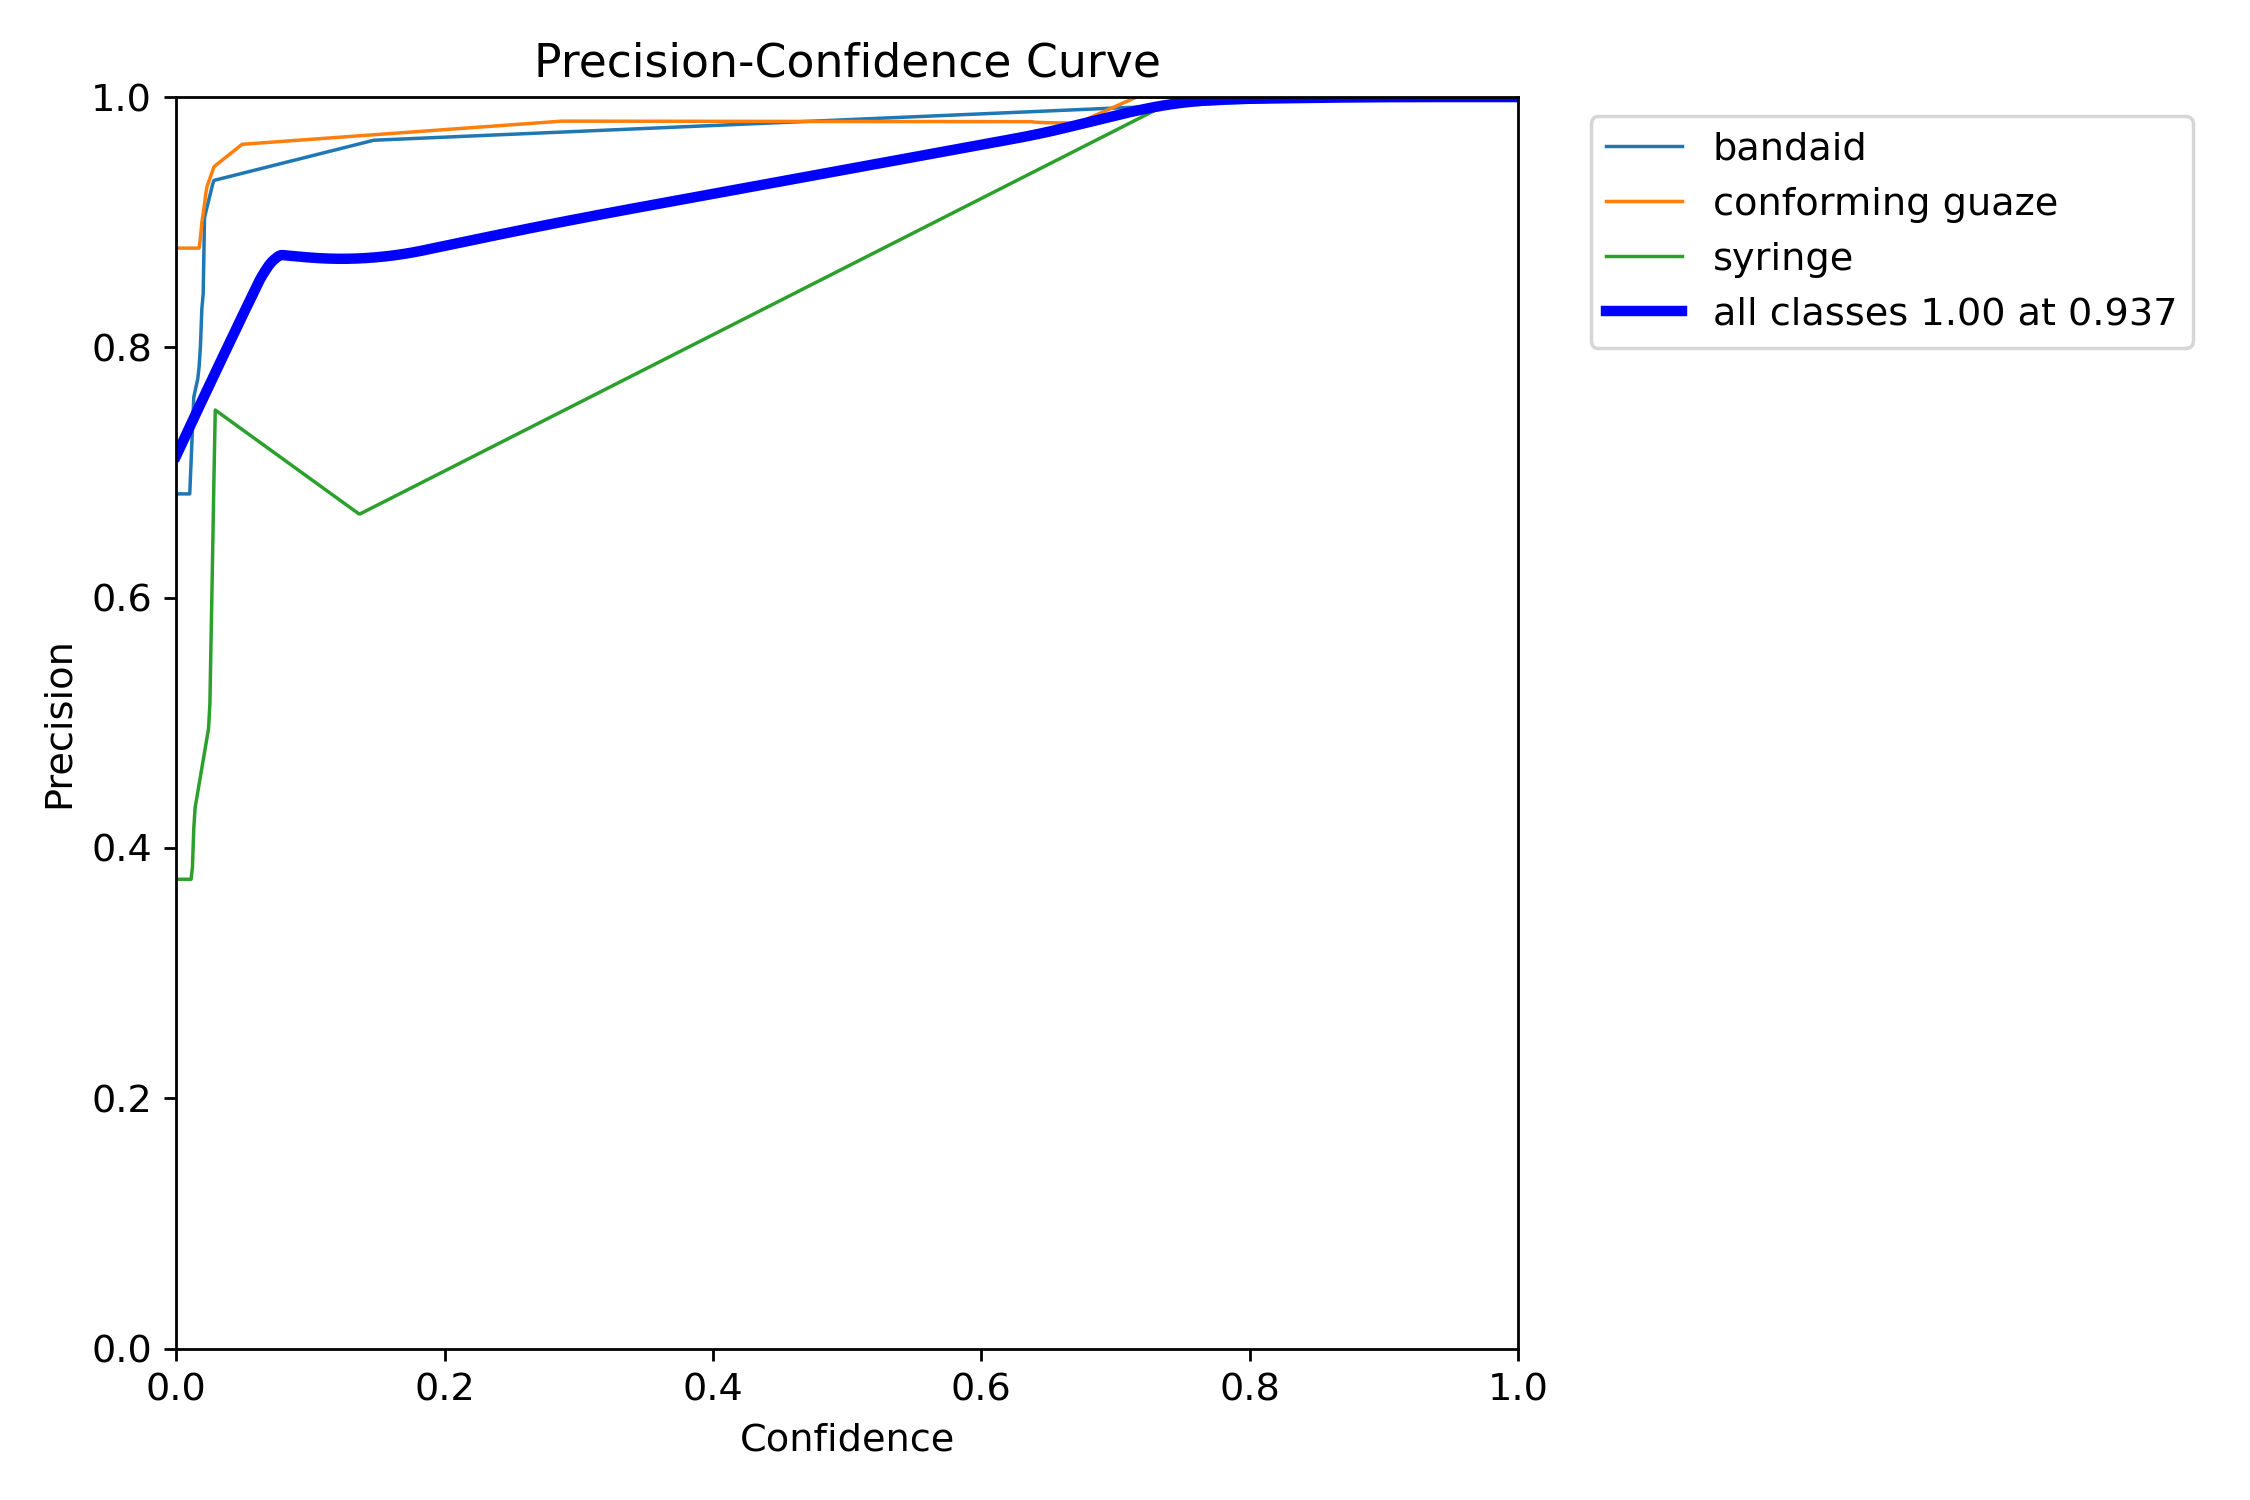 Precision-Confidence Curve
1.0
0.8
0.6
0.4
0.2
0.0
Precision
0.0 0.2 0.4 0.6 0.8 1.0
Confidence
bandaid
conforming guaze
syringe
all classes 1.00 at 0.937